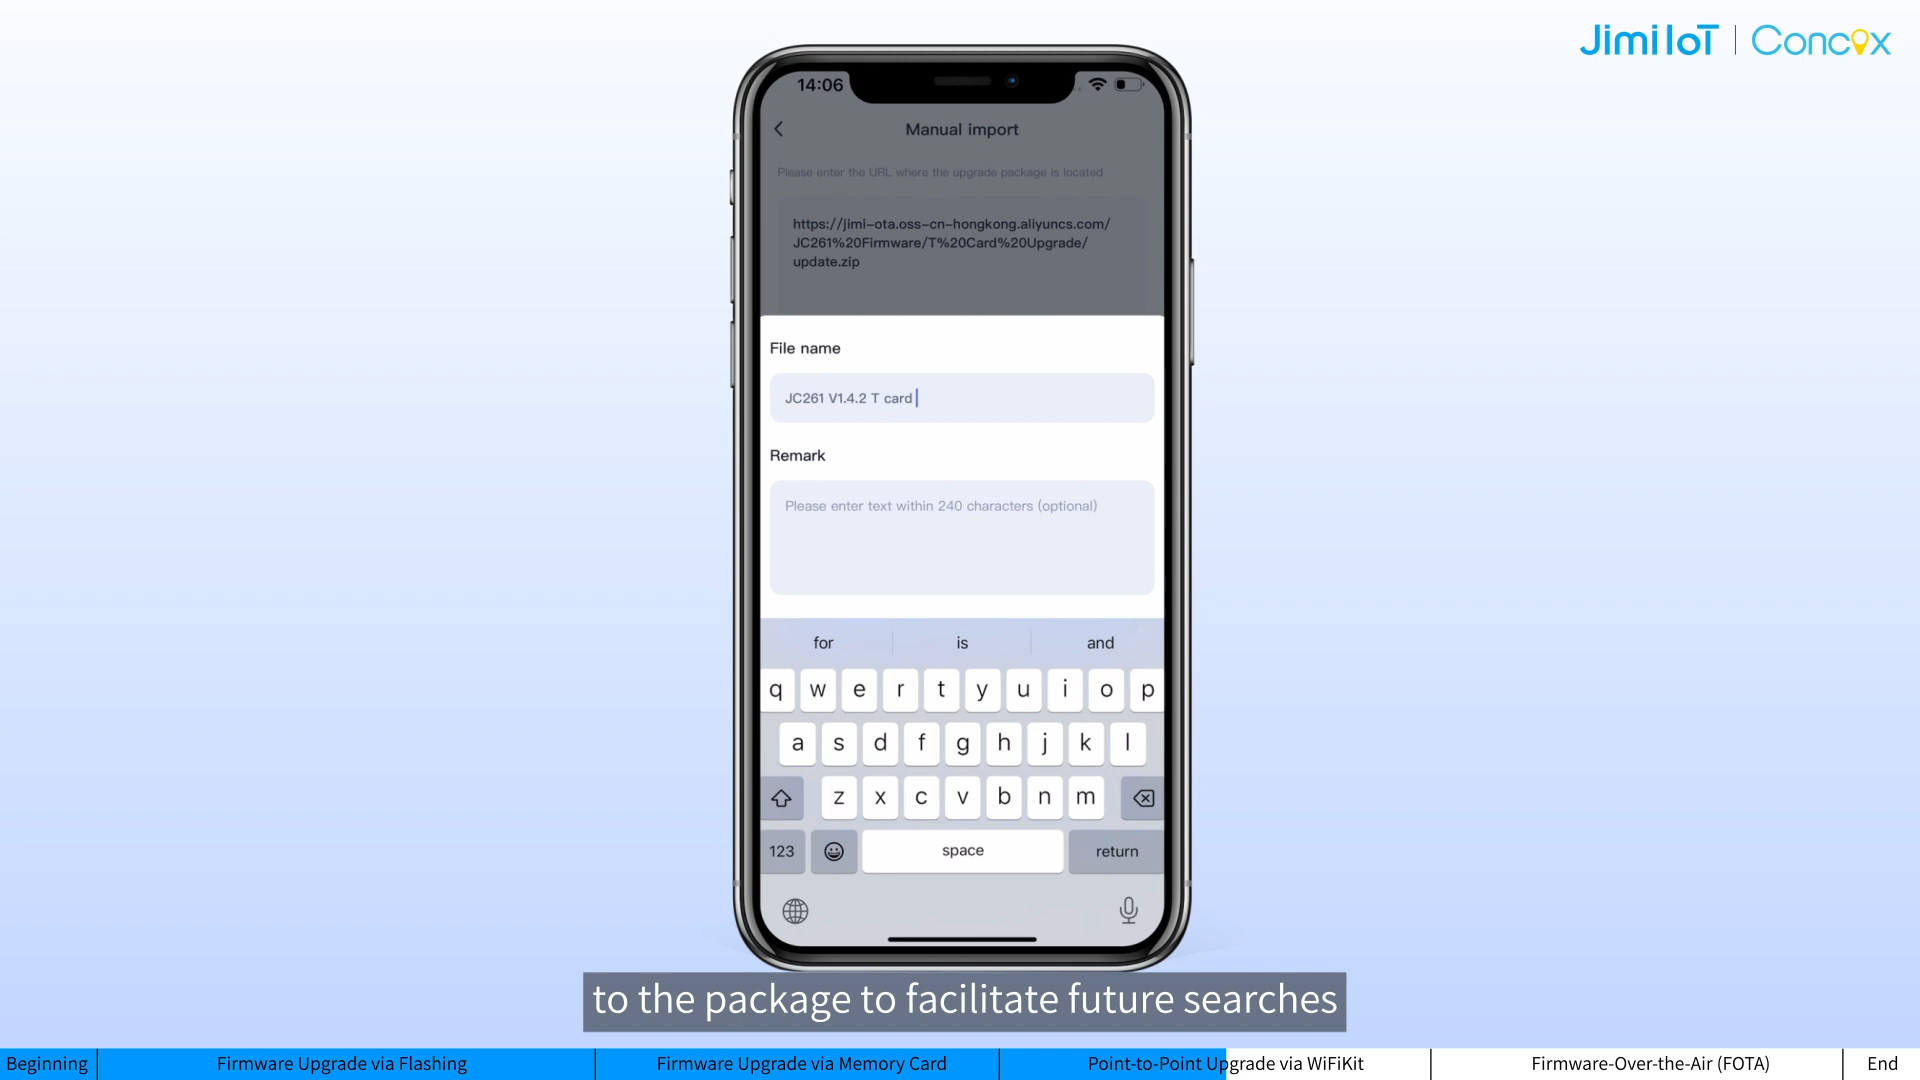 JimiIoT | Concox
14:06
Manual import
Please enter the URL where the upgrade package is located
https://jimi-ota.oss-cn-hongkong.aliyuncs.com/
JC261%20Firmware/T%20Card%20Upgrade/
update.zip
File name
JC261 V1.4.2 T card
Remark
Please enter text within 240 characters (optional)
for is and
q w e r t y u i o p
a s d f g h j k l
z x c v b n m
123 space return
to the package to facilitate future searches
Beginning Firmware Upgrade via Flashing Firmware Upgrade via Memory Card Point-to-Point Upgrade via WiFiKit Firmware-Over-the-Air (FOTA) End